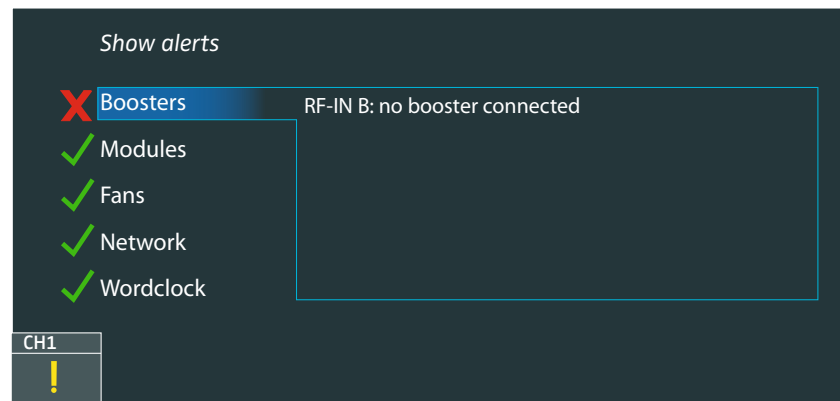 Show alerts
Boosters
RF-IN B: no booster connected
Modules
Fans
Network
Wordclock
CH1
!